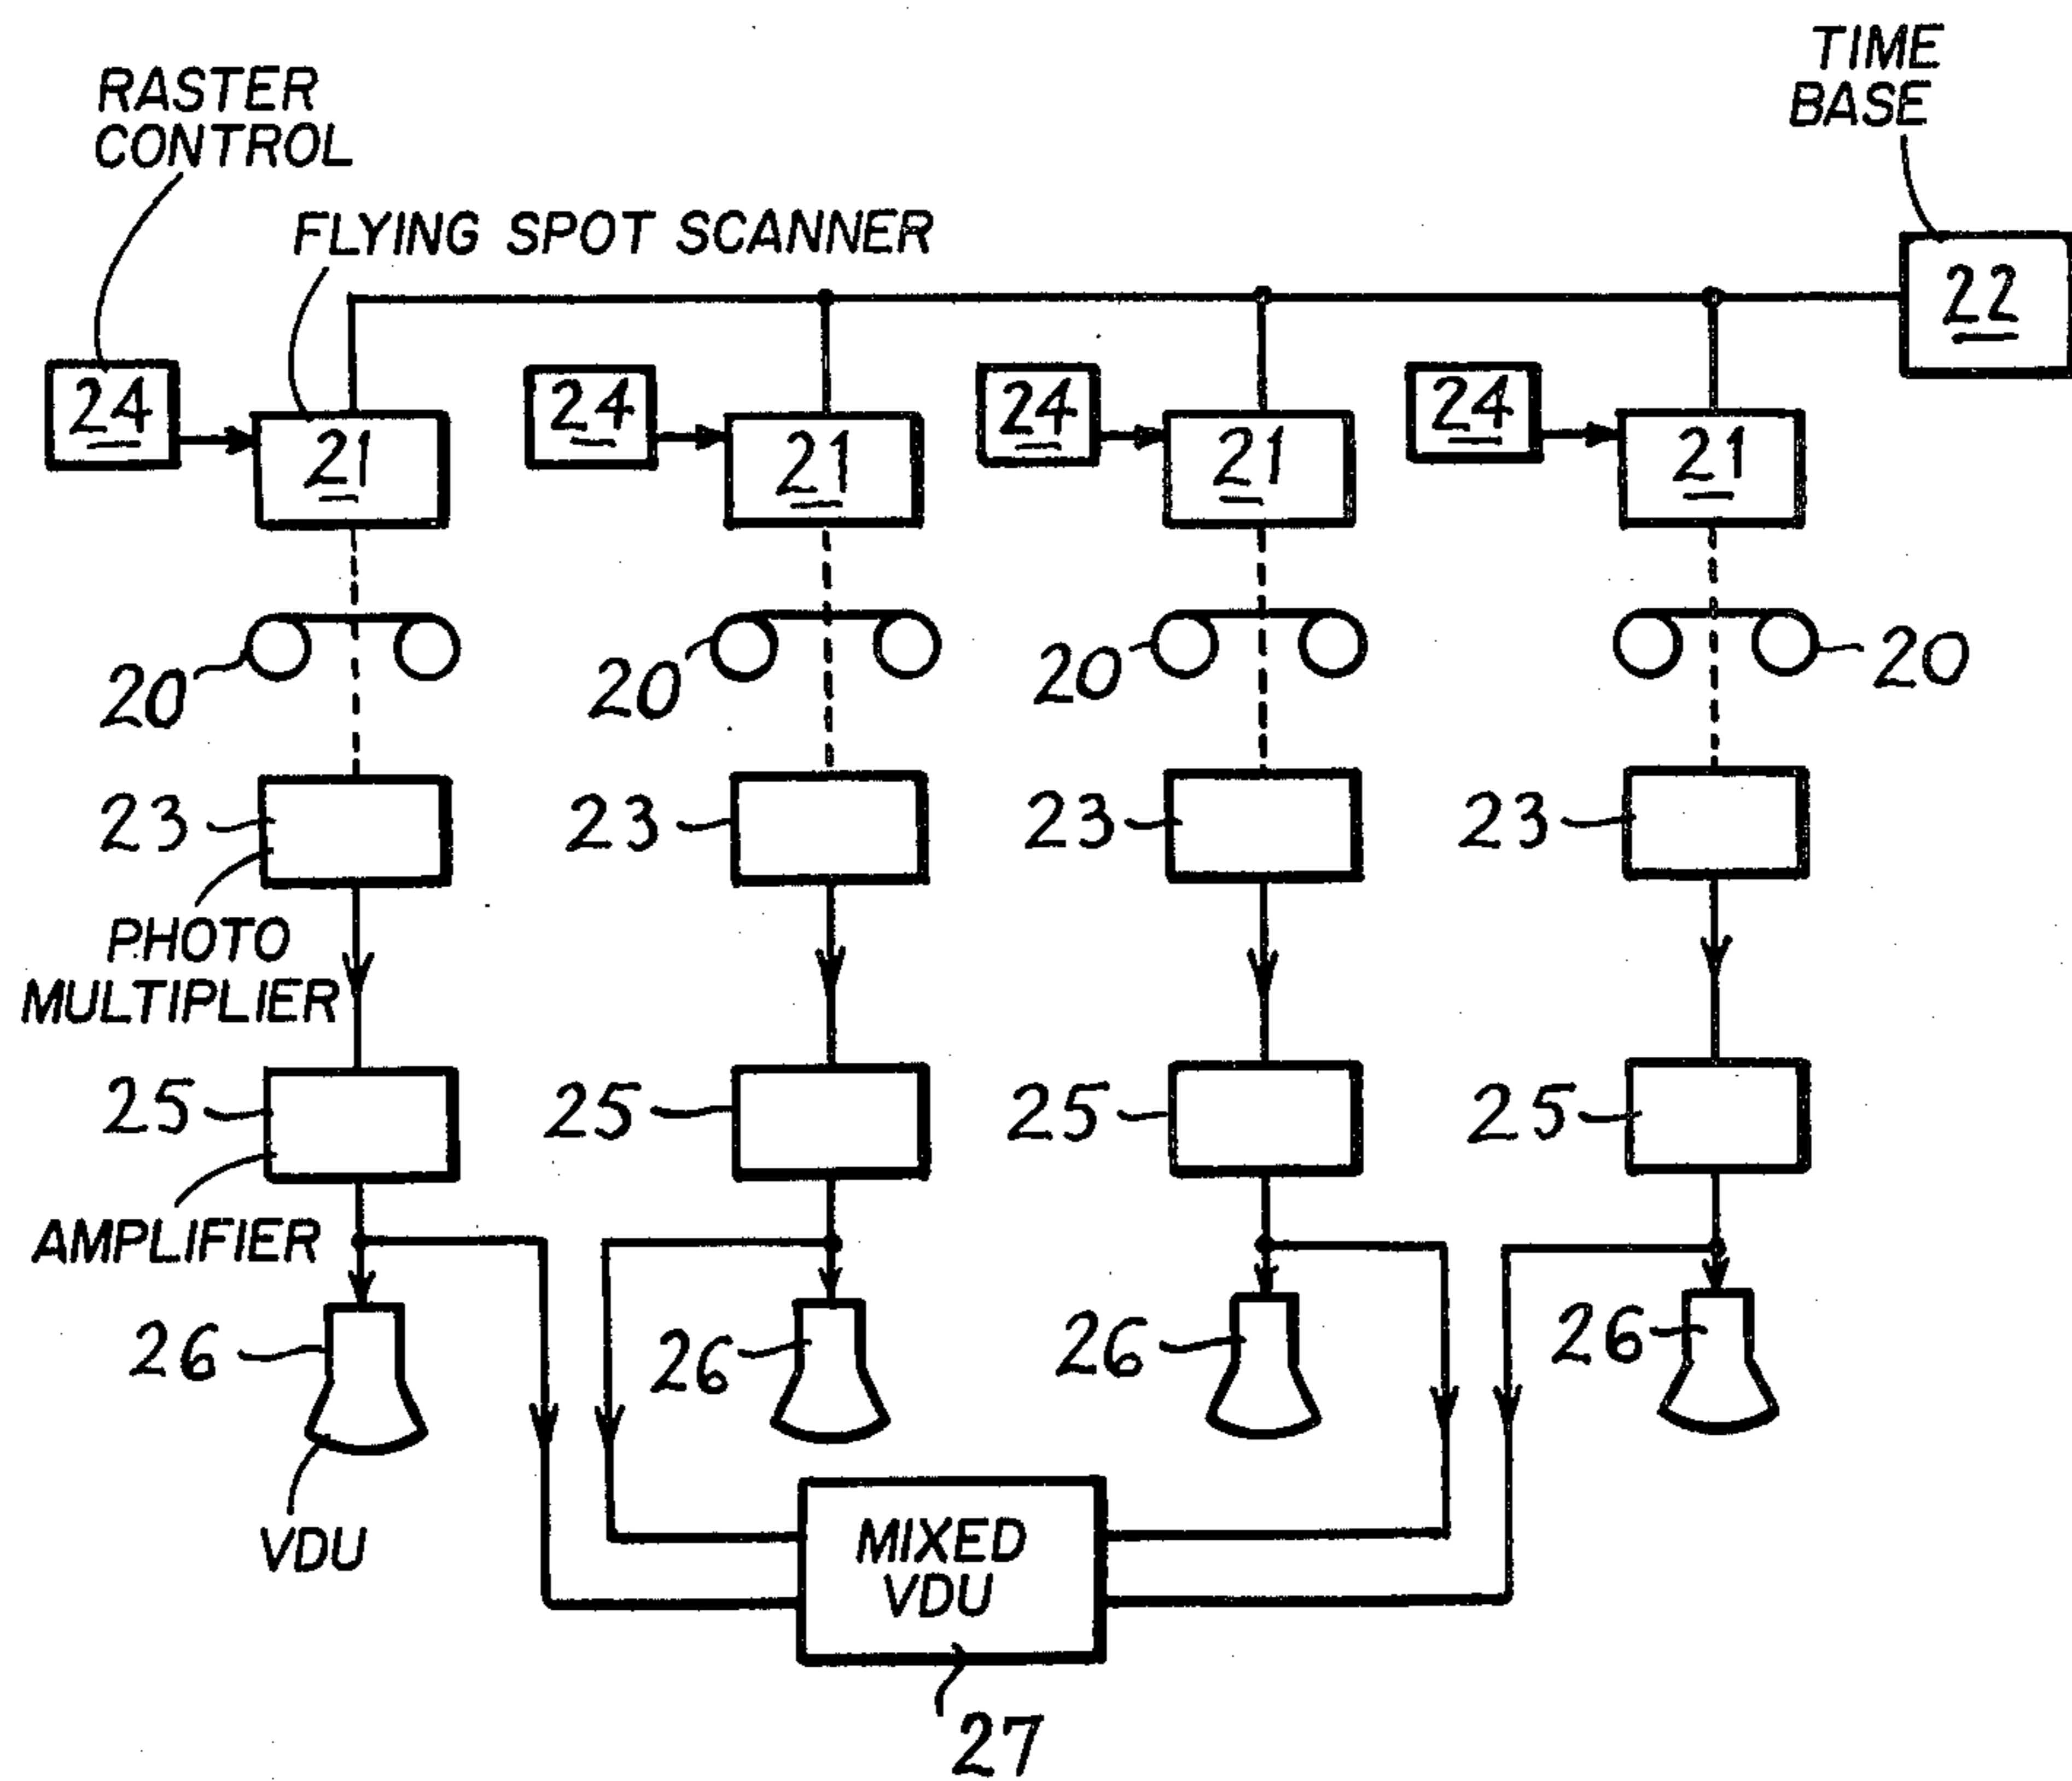 TIME
BASE
RASTER
CONTROL
FLYING SPOT SCANNER
22
24
24
24
24
21
21
21
21
20
20
20
20
23
23
23
23
PHOTO
MULTIPLIER
25
25
25
25
AMPLIFIER
26
26
26
26
VDU
MIXED
VDU
27